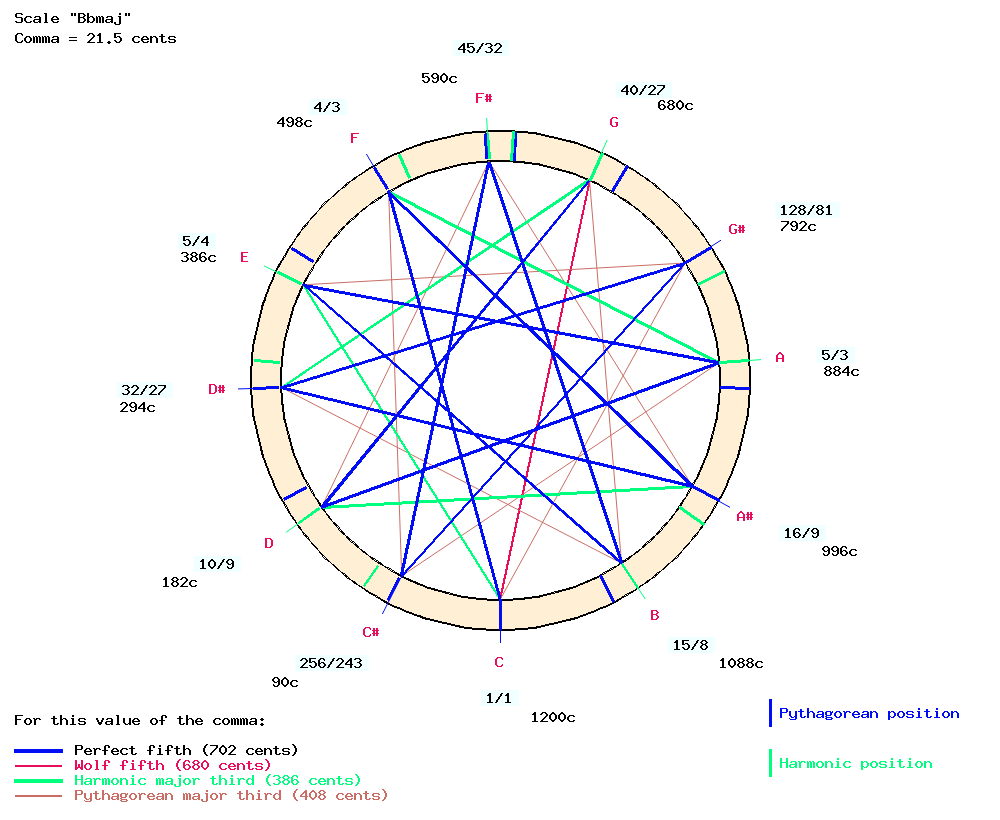 Scale "Bbmaj"
Comma = 21.5 cents
45/32
590c
F#
40/27
680c
G
4/3
498c
F
128/81
792c
G#
5/4
386c
E
5/3
884c
A
32/27
294c
D#
A#
16/9
996c
D
10/9
182c
C#
256/243
90c
B
15/8
1088c
C
1/1
1200c
For this value of the comma:
Perfect fifth (702 cents)
Wolf fifth (680 cents)
Harmonic major third (386 cents)
Pythagorean major third (408 cents)
Pythagorean position
Harmonic position